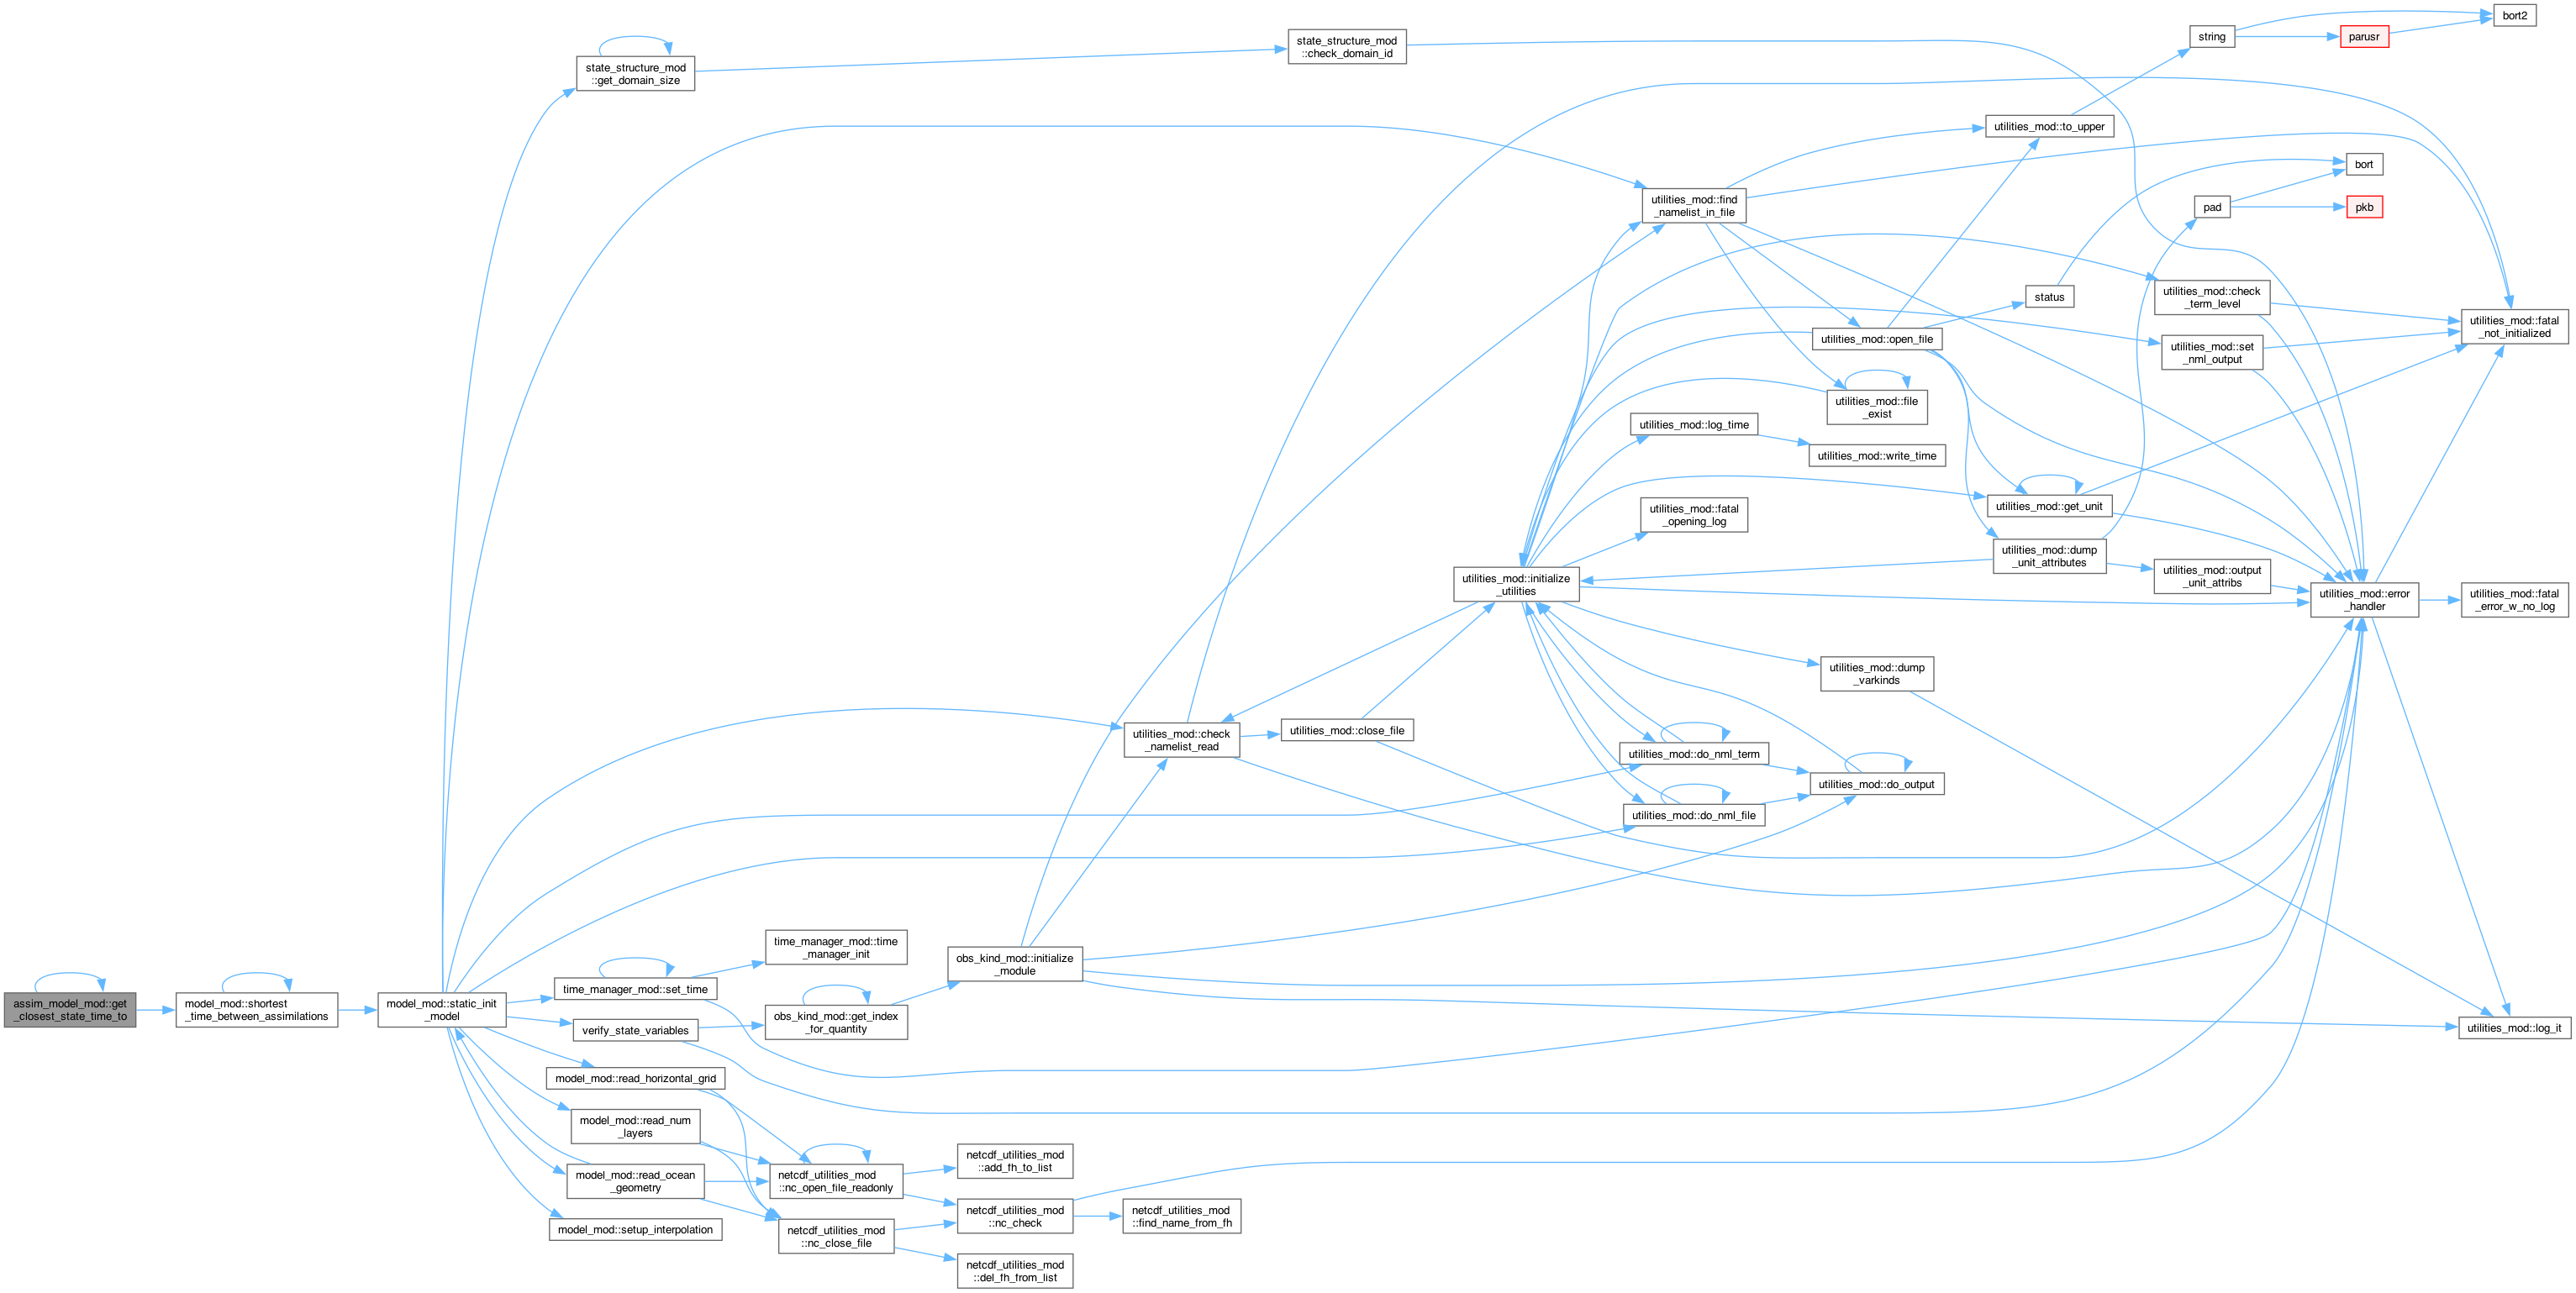 assim_model_mod::get
_closest_state_time_to
model_mod::shortest
_time_between_assimilations
model_mod::static_init
_model
state_structure_mod
::get_domain_size
state_structure_mod
::check_domain_id
string
parusr
bort2
utilities_mod::to_upper
bort
pad
pkb
utilities_mod::find
_namelist_in_file
status
utilities_mod::check
_term_level
utilities_mod::set
_nml_output
utilities_mod::fatal
_not_initialized
utilities_mod::open_file
utilities_mod::file
_exist
utilities_mod::log_time
utilities_mod::write_time
utilities_mod::fatal
_opening_log
utilities_mod::get_unit
utilities_mod::dump
_unit_attributes
utilities_mod::output
_unit_attribs
utilities_mod::initialize
_utilities
utilities_mod::error
_handler
utilities_mod::fatal
_error_w_no_log
utilities_mod::dump
_varkinds
utilities_mod::check
_namelist_read
utilities_mod::close_file
utilities_mod::do_nml_term
utilities_mod::do_output
utilities_mod::do_nml_file
time_manager_mod::time
_manager_init
time_manager_mod::set_time
obs_kind_mod::initialize
_module
obs_kind_mod::get_index
_for_quantity
verify_state_variables
utilities_mod::log_it
model_mod::read_horizontal_grid
model_mod::read_num
_layers
model_mod::read_ocean
_geometry
model_mod::setup_interpolation
netcdf_utilities_mod
::nc_open_file_readonly
netcdf_utilities_mod
::nc_close_file
netcdf_utilities_mod
::add_fh_to_list
netcdf_utilities_mod
::nc_check
netcdf_utilities_mod
::find_name_from_fh
netcdf_utilities_mod
::del_fh_from_list